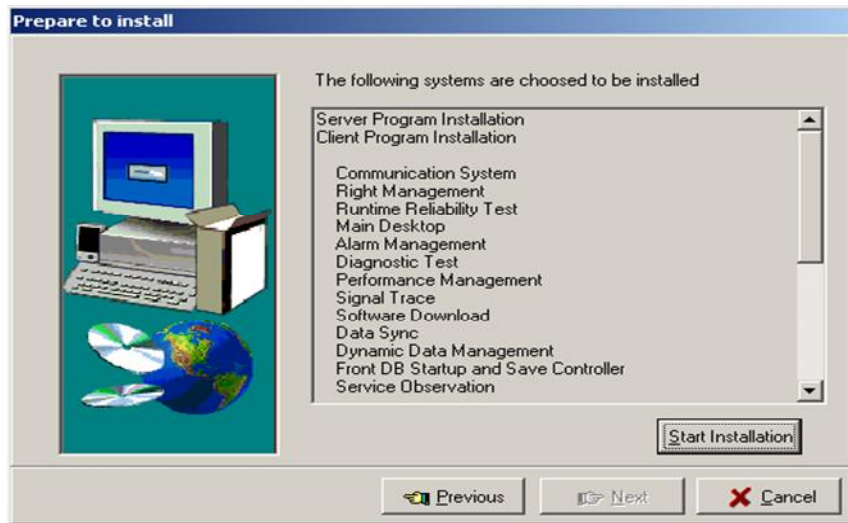 Prepare to install
The following systems are choosed to be installed
Server Program Installation
Client Program Installation
Communication System
Right Management
Runtime Reliability Test
Main Desktop
Alarm Management
Diagnostic Test
Performance Management
Signal Trace
Software Download
Data Sync
Dynamic Data Management
Front DB Startup and Save Controller
Service Observation
Start Installation
Previous
Next
Cancel